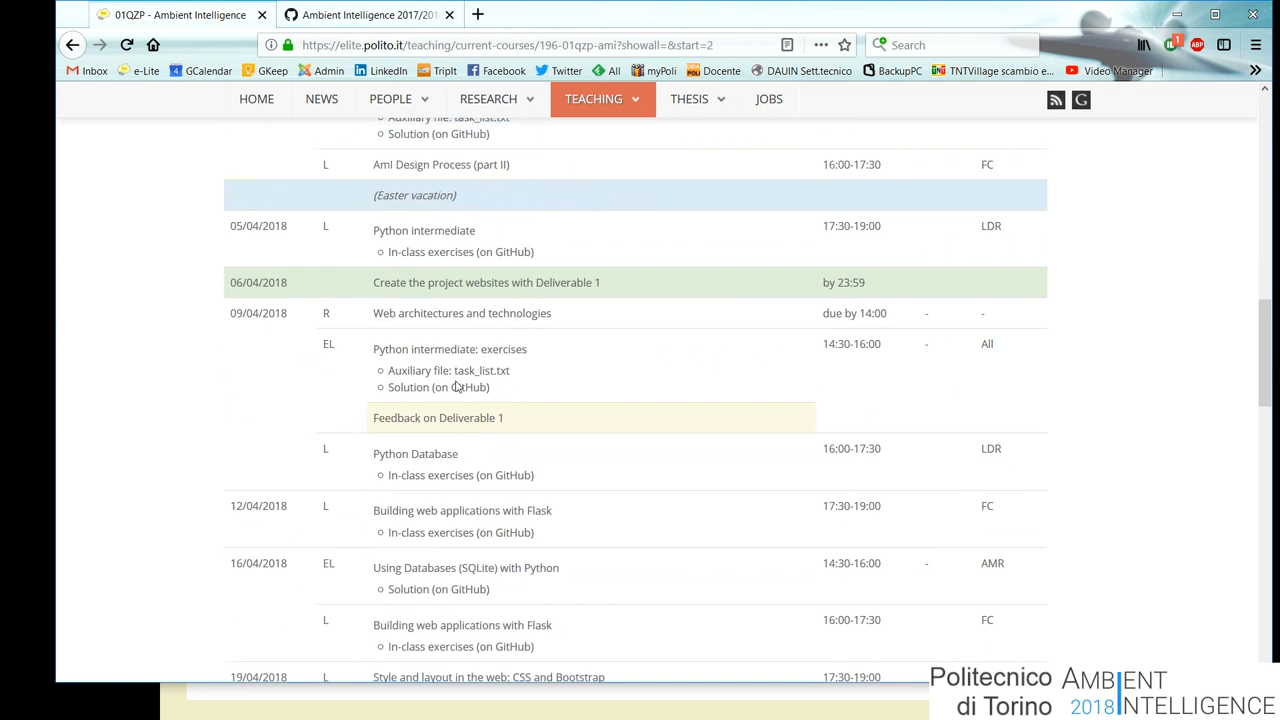 01QZP - Ambient Intelligence
Ambient Intelligence 2017/201
https://elite.polito.it/teaching/current-courses/196-01qzp-ami?showall=&start=2
Search
Inbox e-Lite GCalendar GKeep Admin LinkedIn TripIt Facebook Twitter All myPoli Docente DAUIN Sett.tecnico BackupPC TNTVillage scambio e... Video Manager
HOME NEWS PEOPLE RESEARCH TEACHING THESIS JOBS
Auxiliary file: task_list.txt
Solution (on GitHub)
L AmI Design Process (part II) 16:00-17:30 FC
(Easter vacation)
05/04/2018 L Python intermediate 17:30-19:00 LDR
In-class exercises (on GitHub)
06/04/2018 Create the project websites with Deliverable 1 by 23:59
09/04/2018 R Web architectures and technologies due by 14:00 - -
EL Python intermediate: exercises 14:30-16:00 - All
Auxiliary file: task_list.txt
Solution (on GitHub)
Feedback on Deliverable 1
L Python Database 16:00-17:30 LDR
In-class exercises (on GitHub)
12/04/2018 L Building web applications with Flask 17:30-19:00 FC
In-class exercises (on GitHub)
16/04/2018 EL Using Databases (SQLite) with Python 14:30-16:00 - AMR
Solution (on GitHub)
L Building web applications with Flask 16:00-17:30 FC
In-class exercises (on GitHub)
19/04/2018 L Style and layout in the web: CSS and Bootstrap 17:30-19:00
Politecnico di Torino
AMBIENT
2018 INTELLIGENCE